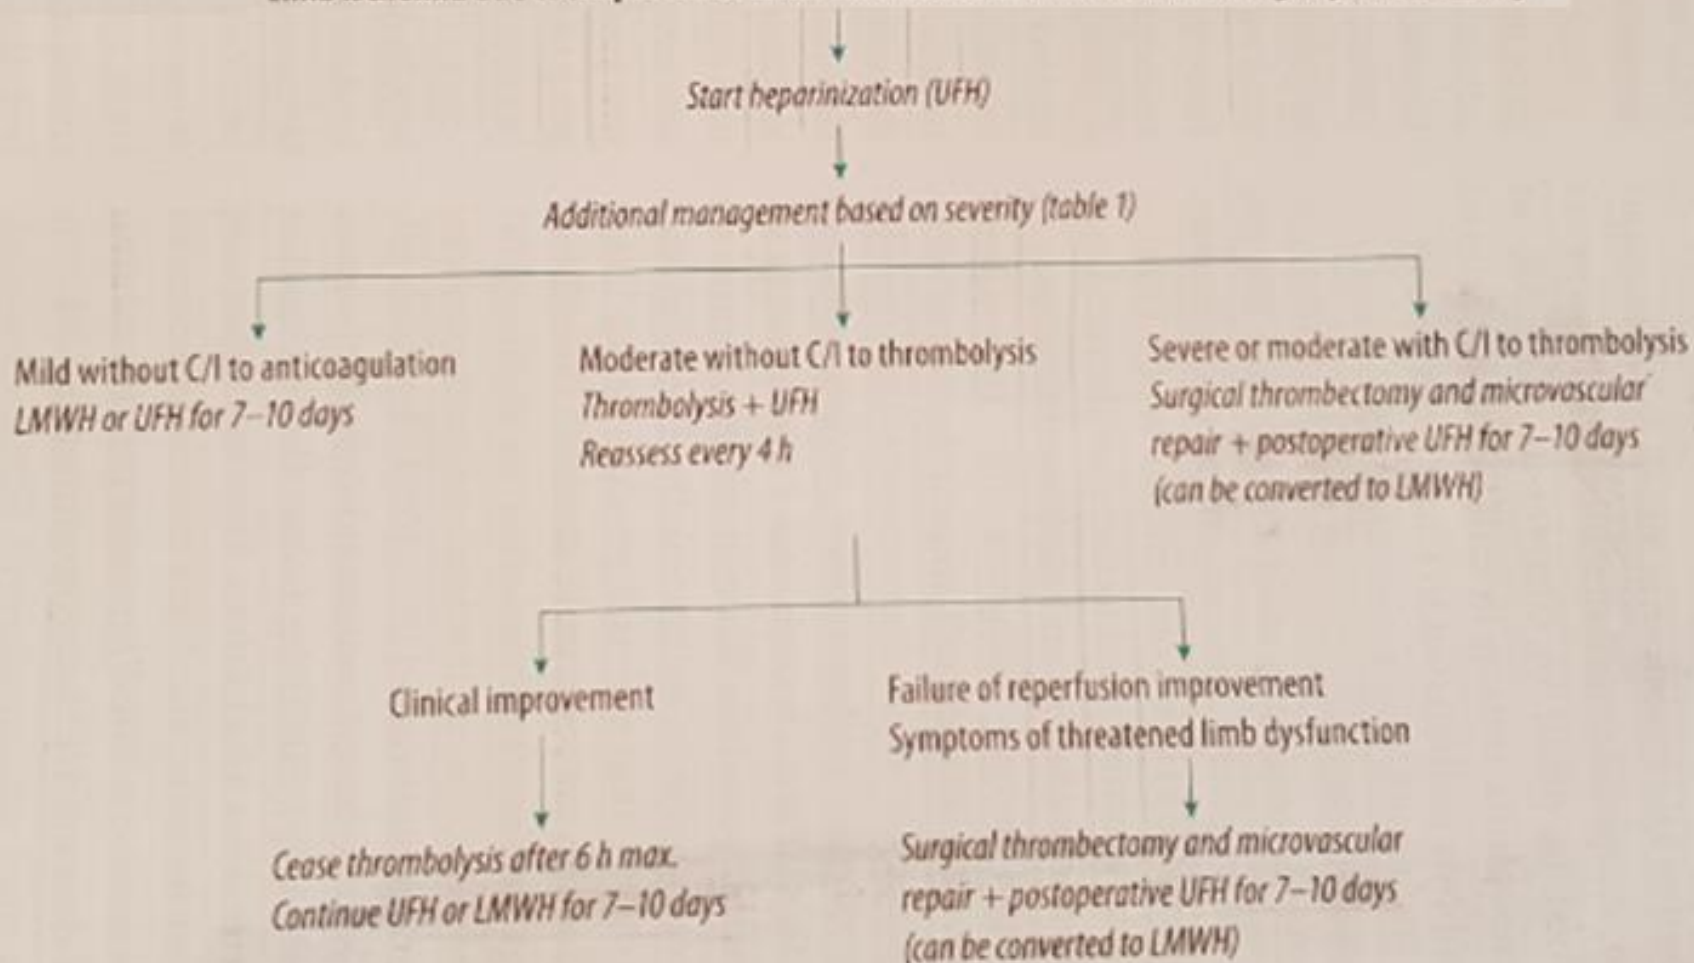 Start heparinization (UFH)
Additional management based on severity (table 1)
Mild without C/I to anticoagulation
LMWH or UFH for 7–10 days
Moderate without C/I to thrombolysis
Thrombolysis + UFH
Reassess every 4 h
Severe or moderate with C/I to thrombolysis
Surgical thrombectomy and microvascular
repair + postoperative UFH for 7–10 days
(can be converted to LMWH)
Clinical improvement
Cease thrombolysis after 6 h max.
Continue UFH or LMWH for 7–10 days
Failure of reperfusion improvement
Symptoms of threatened limb dysfunction
Surgical thrombectomy and microvascular
repair + postoperative UFH for 7–10 days
(can be converted to LMWH)